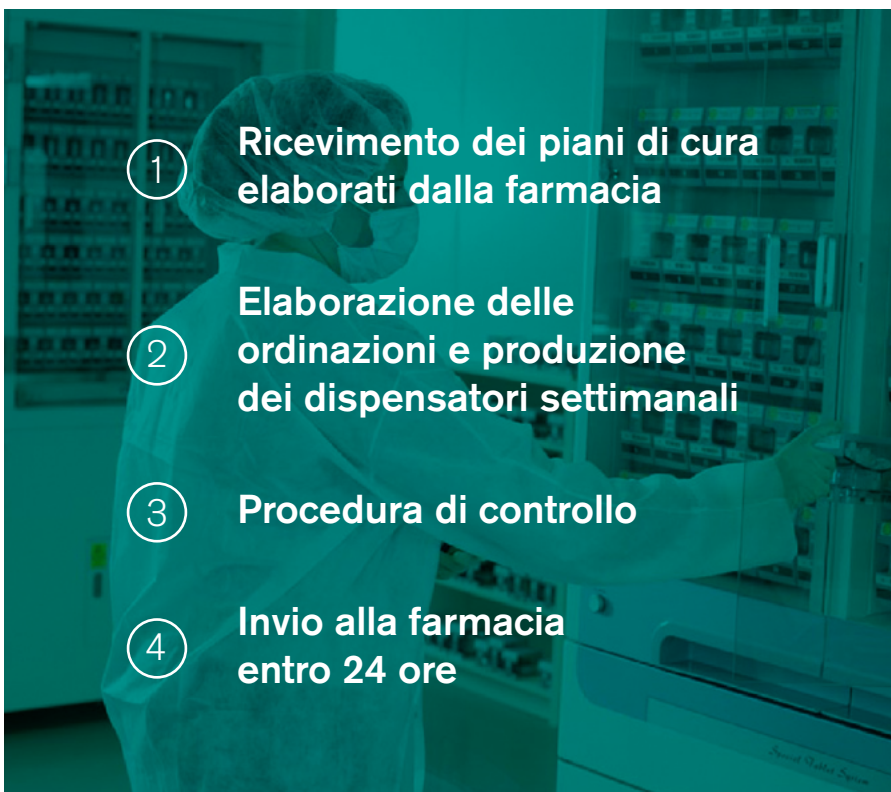 1
Ricevimento dei piani di cura
elaborati dalla farmacia
2
Elaborazione delle
ordinazioni e produzione
dei dispensatori settimanali
3
Procedura di controllo
4
Invio alla farmacia
entro 24 ore